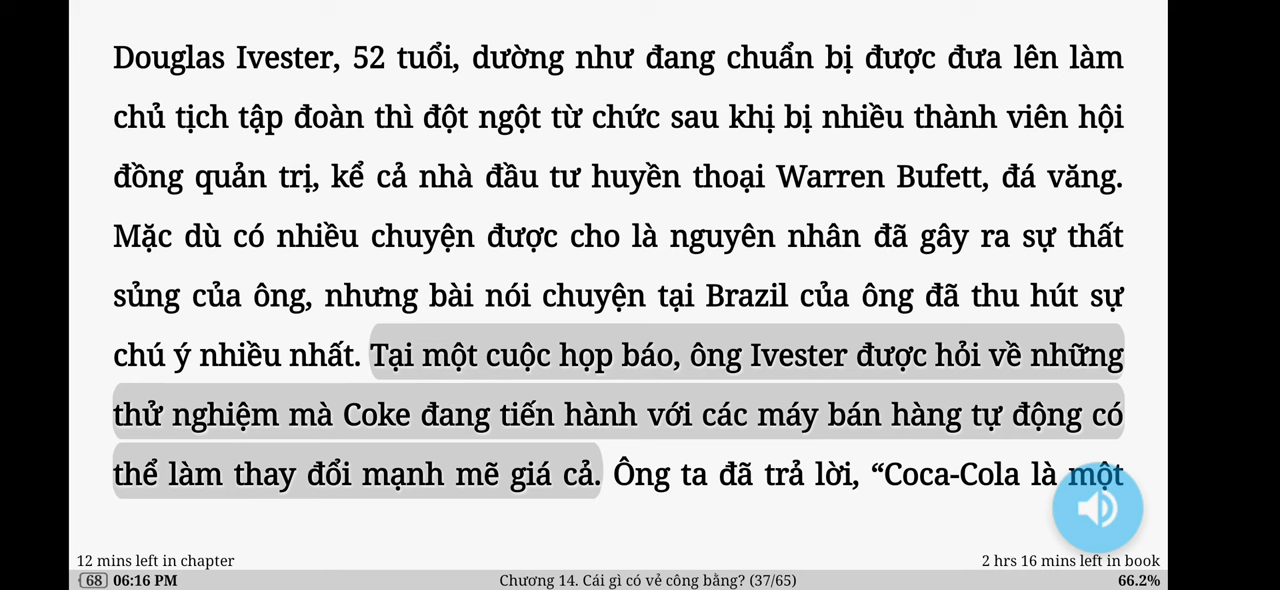 Douglas Ivester, 52 tuổi, dường như đang chuẩn bị được đưa lên làm
chủ tịch tập đoàn thì đột ngột từ chức sau khị bị nhiều thành viên hội
đồng quản trị, kể cả nhà đầu tư huyền thoại Warren Bufett, đá văng.
Mặc dù có nhiều chuyện được cho là nguyên nhân đã gây ra sự thất
sủng của ông, nhưng bài nói chuyện tại Brazil của ông đã thu hút sự
chú ý nhiều nhất. Tại một cuộc họp báo, ông Ivester được hỏi về những
thử nghiệm mà Coke đang tiến hành với các máy bán hàng tự động có
thể làm thay đổi mạnh mẽ giá cả. Ông ta đã trả lời, “Coca-Cola là một
12 mins left in chapter
2 hrs 16 mins left in book
68 06:16 PM
Chương 14. Cái gì có vẻ công bằng? (37/65)
66.2%